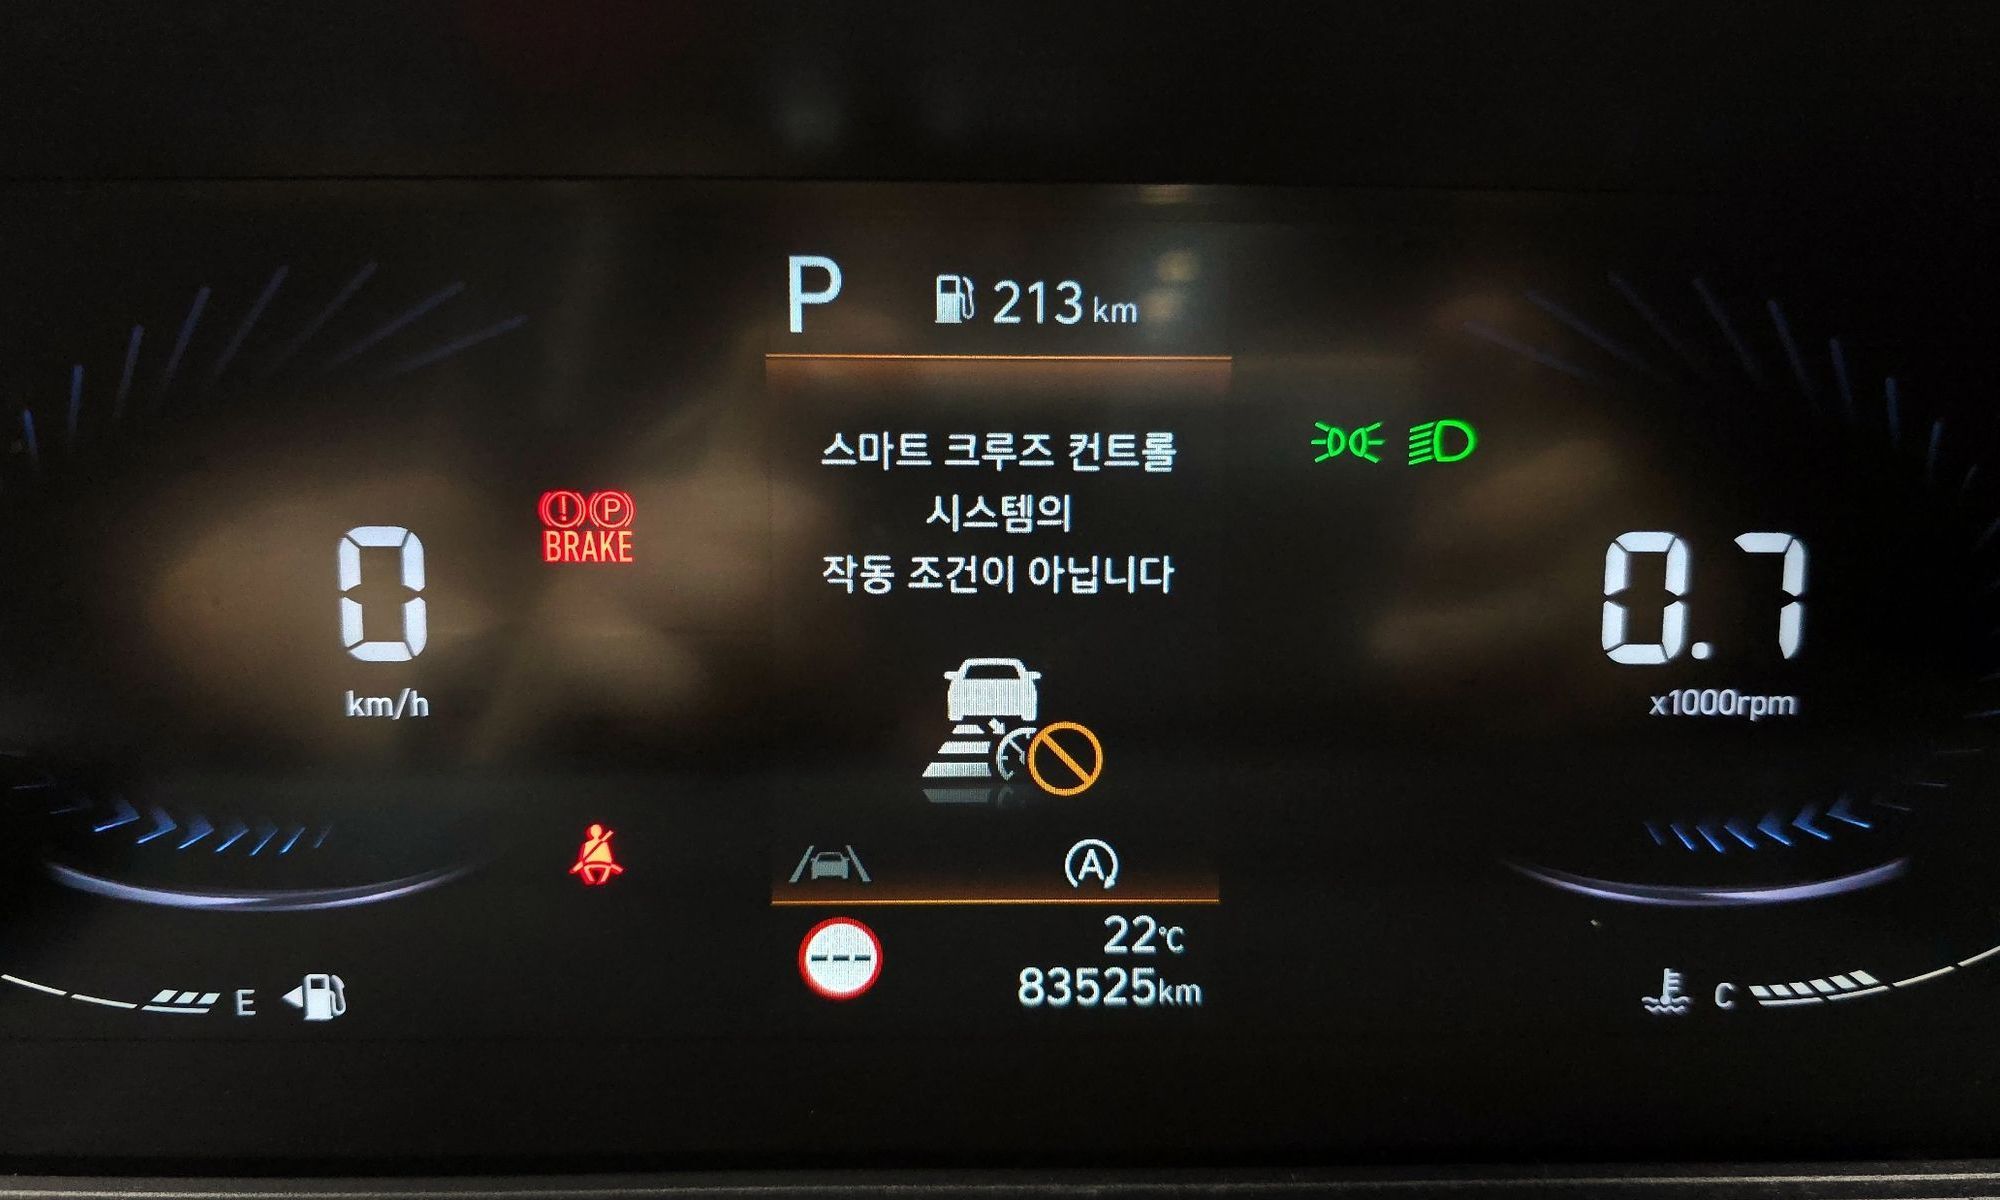 P 213 km
스마트 크루즈 컨트롤
시스템의
작동 조건이 아닙니다
! P
BRAKE
0
km/h
0.7
x1000rpm
A
22℃
83525km
---
E
C